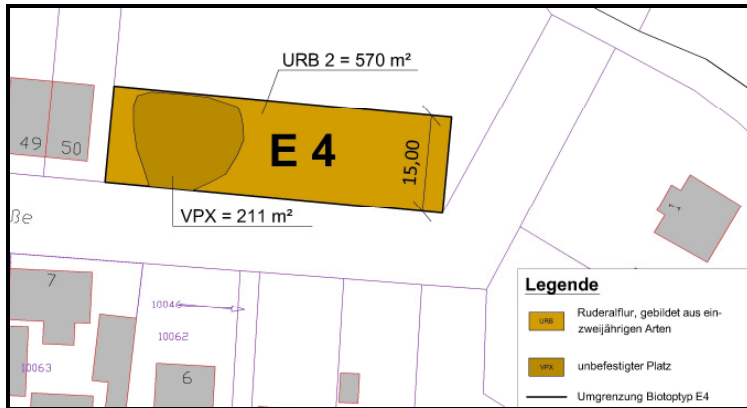 URB 2 = 570 m²
49 50
E 4
15,00
VPX = 211 m²
ße
1
7
10046
10062
10063
6
Legende
URB
Ruderalflur, gebildet aus ein-
zweijährigen Arten
VPX
unbefestigter Platz
Umgrenzung Biotoptyp E4